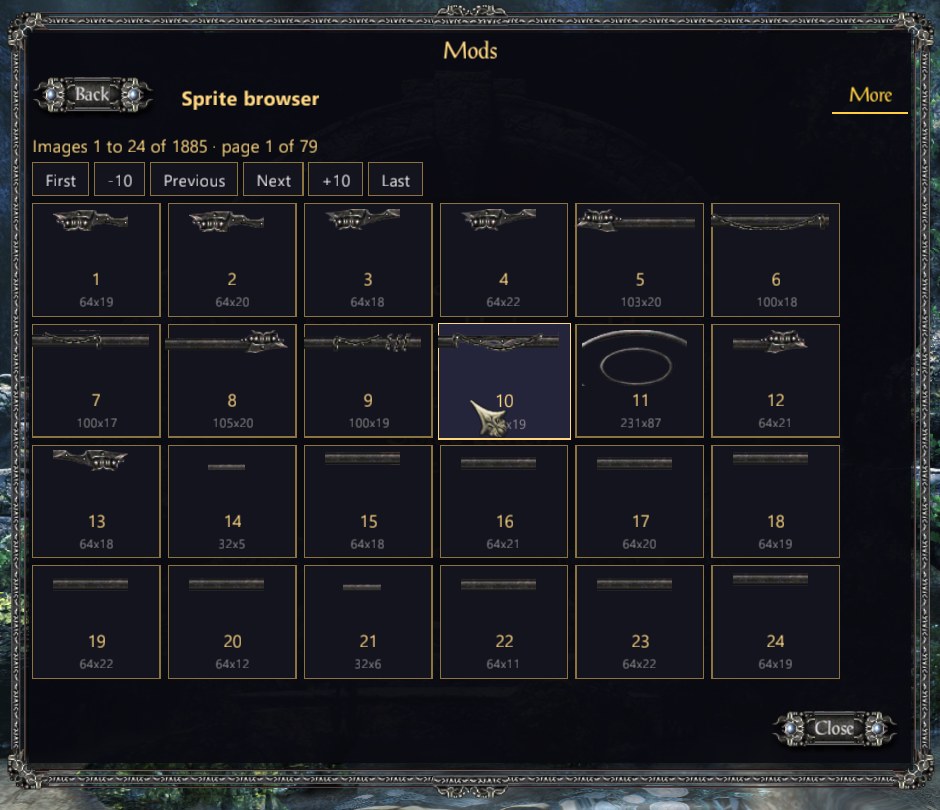 Mods
Back
Sprite browser
More
Images 1 to 24 of 1885 · page 1 of 79
First
-10
Previous
Next
+10
Last
1
64x19
2
64x20
3
64x18
4
64x22
5
103x20
6
100x18
7
100x17
8
105x20
9
100x19
10
x19
11
231x87
12
64x21
13
64x18
14
32x5
15
64x18
16
64x21
17
64x20
18
64x19
19
64x22
20
64x12
21
32x6
22
64x11
23
64x22
24
64x19
Close